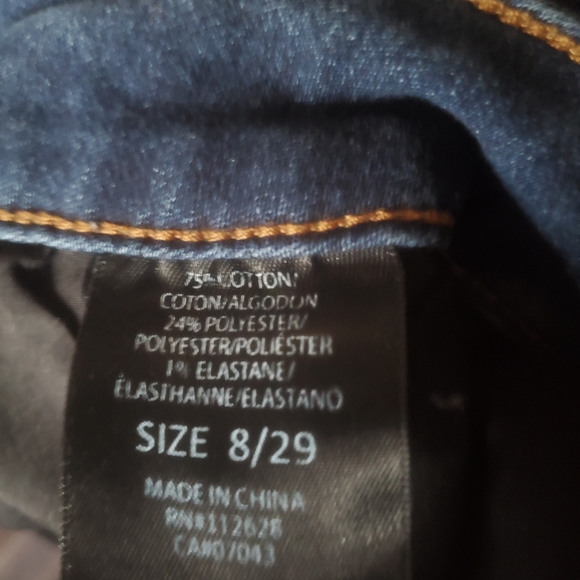 75% COTTON/
COTON/ALGODON
24% POLYESTER/
POLYESTER/POLIÉSTER
1% ELASTANE/
ÉLASTHANNE/ELASTANO
SIZE 8/29
MADE IN CHINA
RN#112628
CA#07043